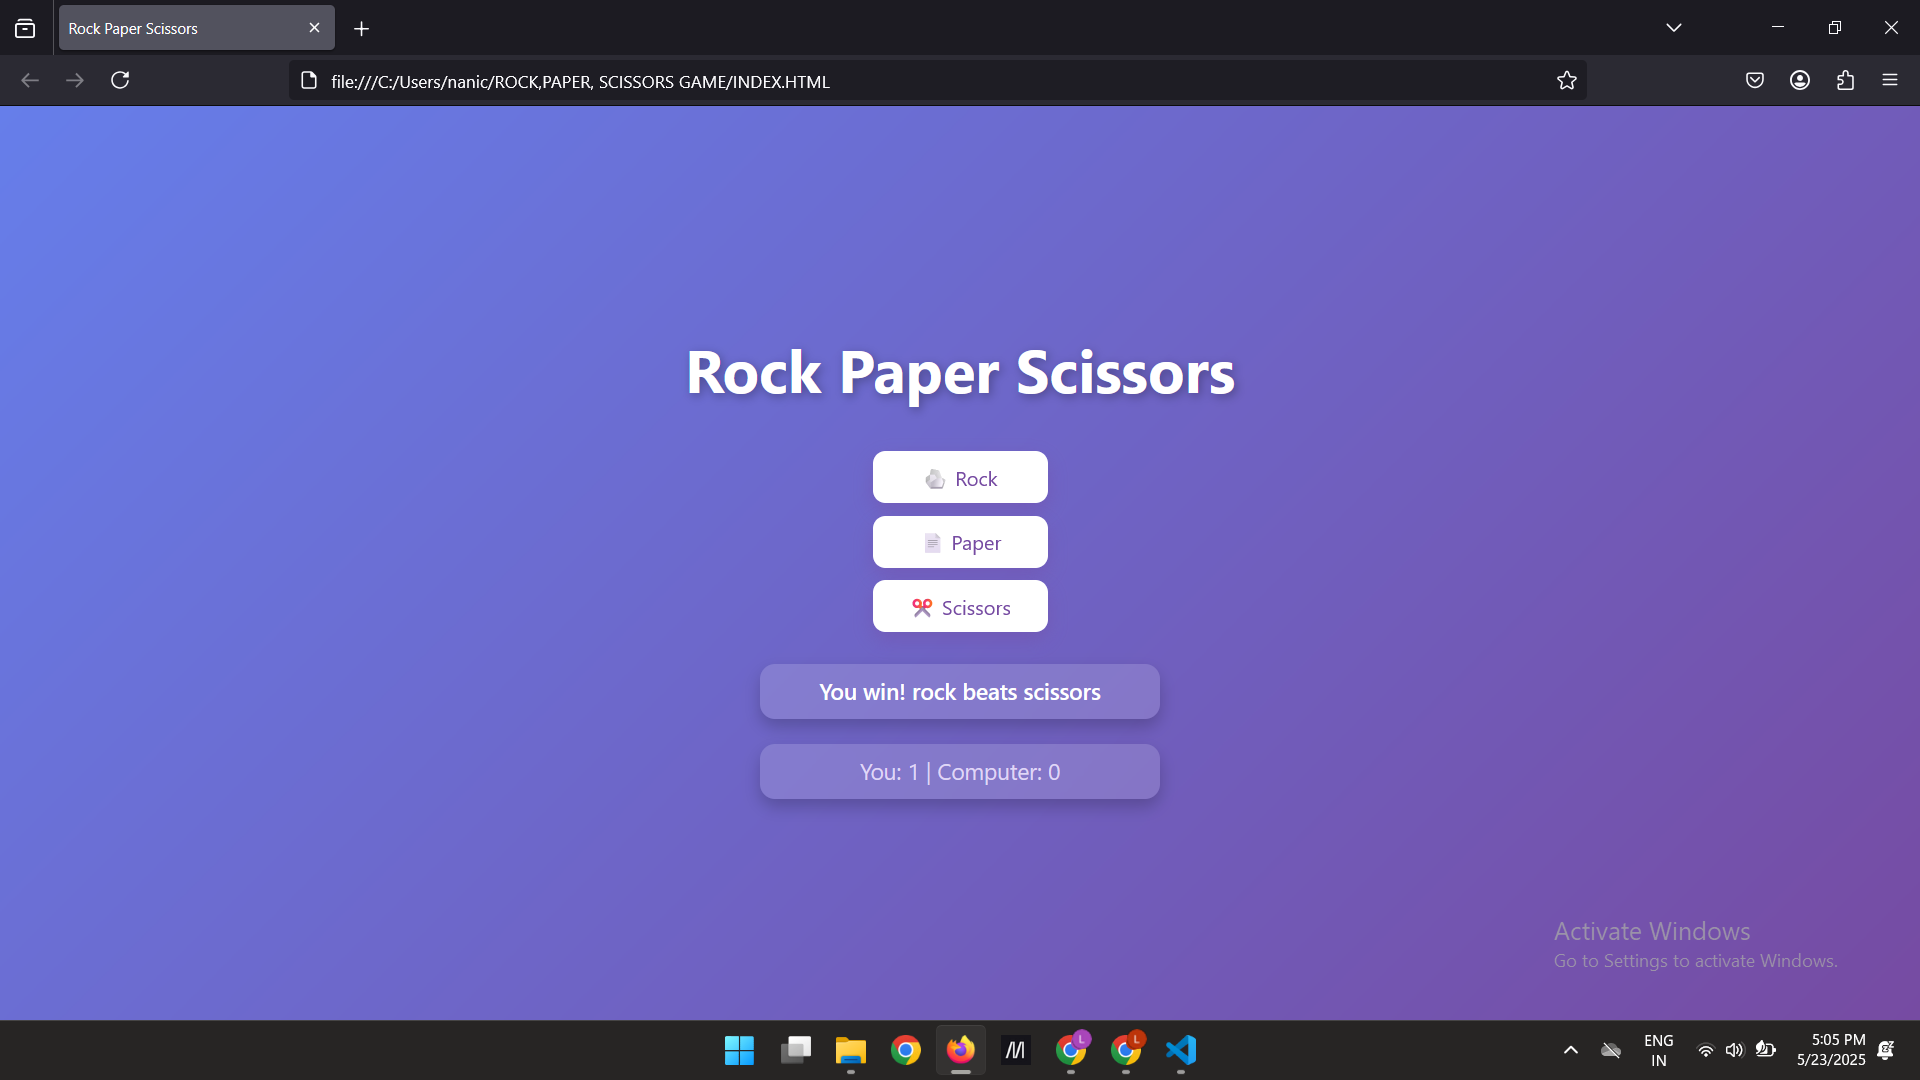 Rock Paper Scissors
file:///C:/Users/nanic/ROCK,PAPER, SCISSORS GAME/INDEX.HTML
Rock Paper Scissors
Rock
Paper
Scissors
You win! rock beats scissors
You: 1 | Computer: 0
Activate Windows
Go to Settings to activate Windows.
L
L
ENG
IN
5:05 PM
5/23/2025